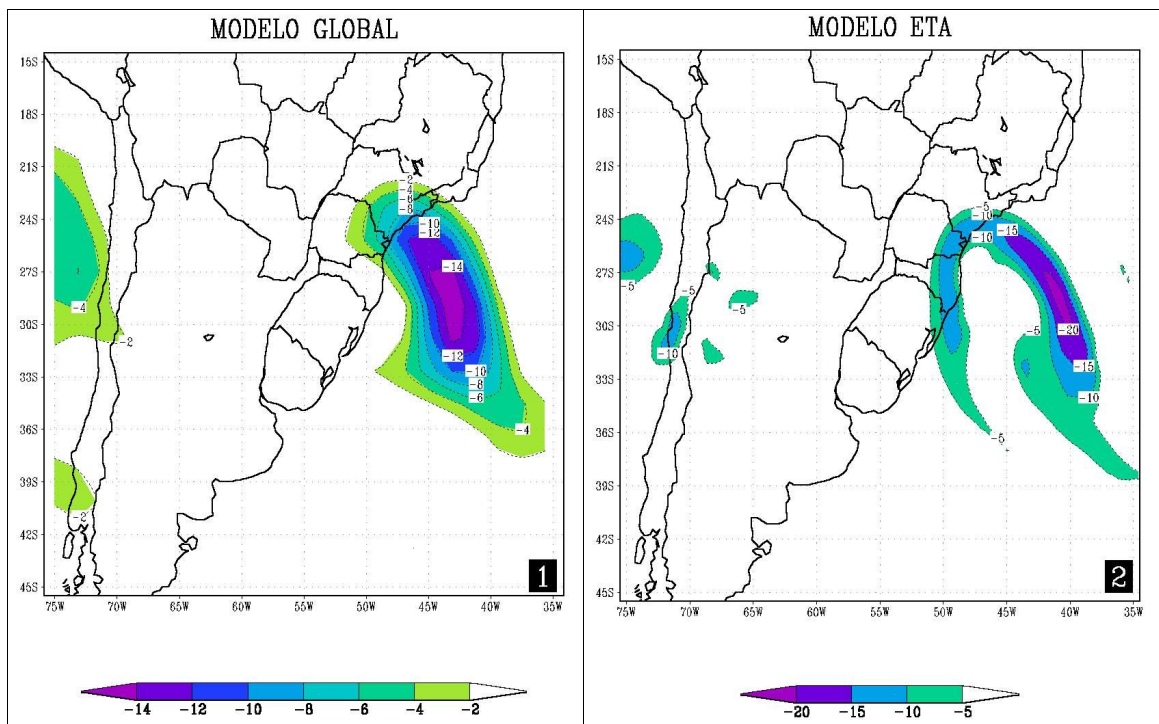 MODELO GLOBAL
15S
18S
21S
24S
27S
30S
33S
36S
39S
42S
45S
-2
-4
-6
-8
-10
-12
-14
-12
-10
-8
-6
-4
-4
-2
-2
1
75W 70W 65W 60W 55W 50W 45W 40W 35W
-14 -12 -10 -8 -6 -4 -2
MODELO ETA
15S
18S
21S
24S
27S
30S
33S
36S
39S
42S
45S
-5
-10
-15
-10
-5
-5
-5
-5
-20
-10
-15
-10
-5
2
75W 70W 65W 60W 55W 50W 45W 40W 35W
-20 -15 -10 -5